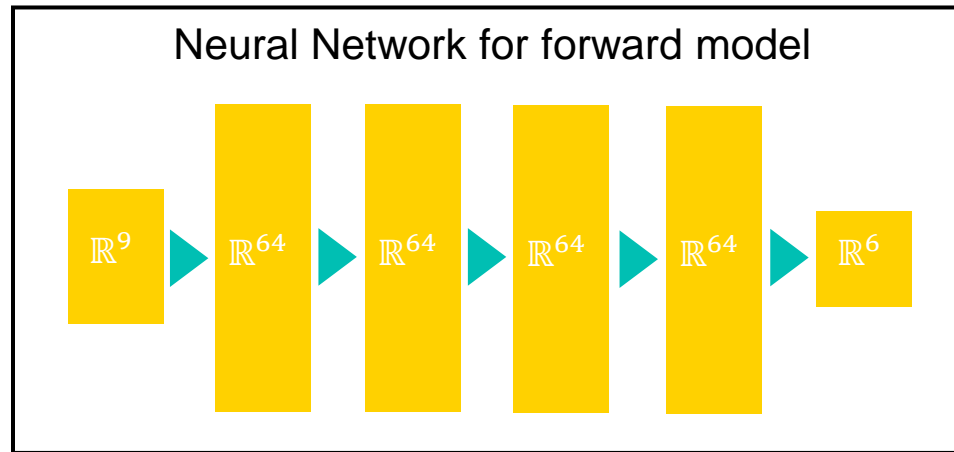 Neural Network for forward model
ℝ⁹
ℝ⁶⁴
ℝ⁶⁴
ℝ⁶⁴
ℝ⁶⁴
ℝ⁶